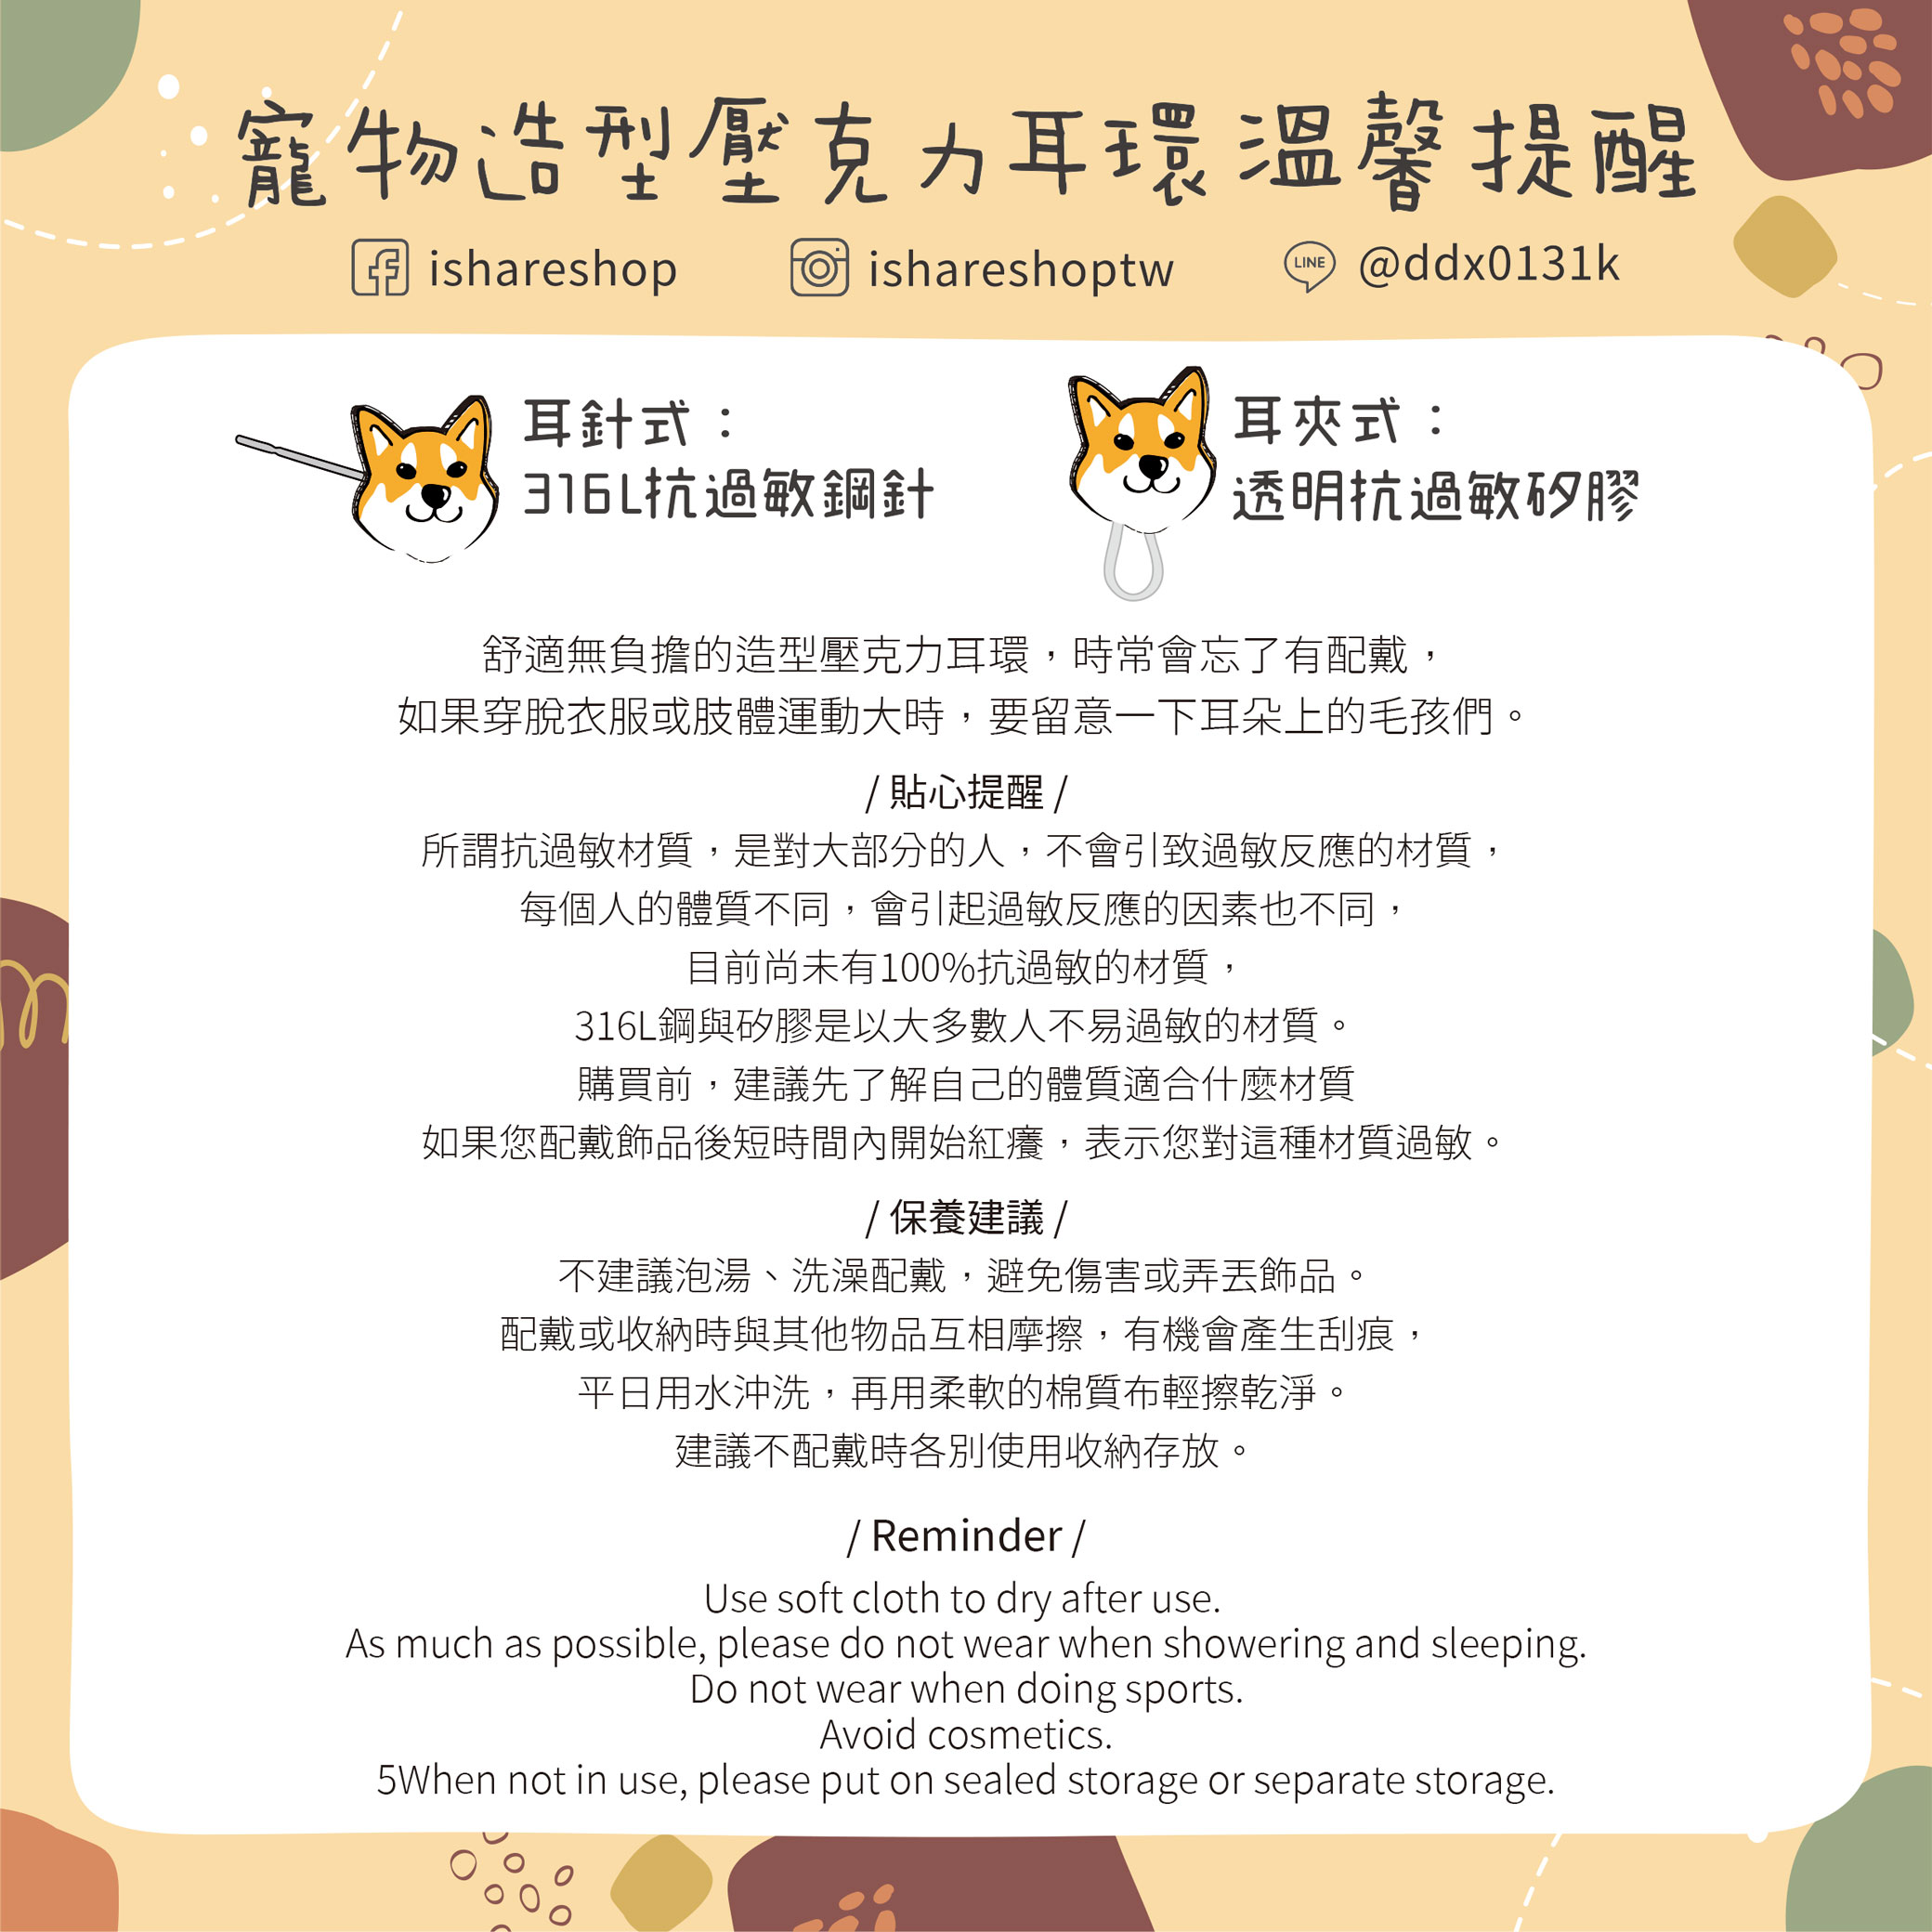 寵物造型壓克力耳環溫馨提醒
ishareshop
ishareshoptw
LINE
@ddx0131k
耳針式：
316L抗過敏鋼針
耳夾式：
透明抗過敏矽膠
舒適無負擔的造型壓克力耳環，時常會忘了有配戴，
如果穿脫衣服或肢體運動大時，要留意一下耳朵上的毛孩們。
/ 貼心提醒 /
所謂抗過敏材質，是對大部分的人，不會引致過敏反應的材質，
每個人的體質不同，會引起過敏反應的因素也不同，
目前尚未有100%抗過敏的材質，
316L鋼與矽膠是以大多數人不易過敏的材質。
購買前，建議先了解自己的體質適合什麼材質
如果您配戴飾品後短時間內開始紅癢，表示您對這種材質過敏。
/ 保養建議 /
不建議泡湯、洗澡配戴，避免傷害或弄丟飾品。
配戴或收納時與其他物品互相摩擦，有機會產生刮痕，
平日用水沖洗，再用柔軟的棉質布輕擦乾淨。
建議不配戴時各別使用收納存放。
/ Reminder /
Use soft cloth to dry after use.
As much as possible, please do not wear when showering and sleeping.
Do not wear when doing sports.
Avoid cosmetics.
5When not in use, please put on sealed storage or separate storage.